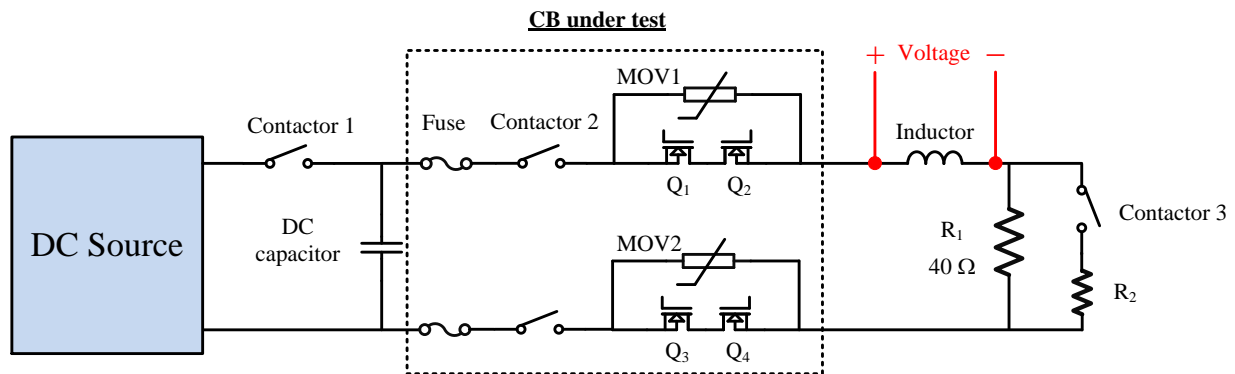 CB under test
MOV1
+ Voltage −
Contactor 1
Fuse
Contactor 2
Inductor
Q1
Q2
DC Source
DC
capacitor
MOV2
R1
40 Ω
Contactor 3
R2
Q3
Q4